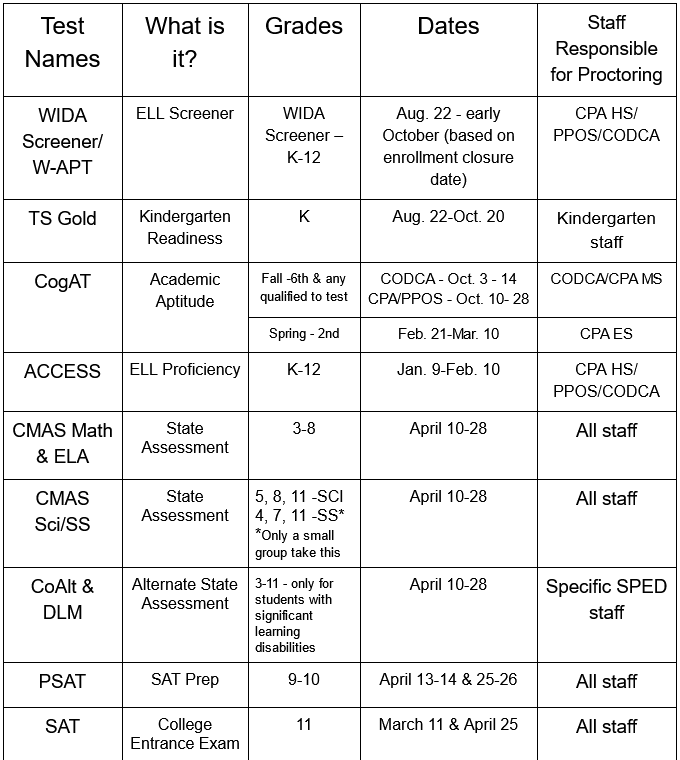 Test
Names
What is
it?
Grades
Dates
Staff
Responsible
for Proctoring
WIDA
Screener/
W-APT
ELL Screener
WIDA
Screener –
K-12
Aug. 22 - early
October (based on
enrollment closure
date)
CPA HS/
PPOS/CODCA
TS Gold
Kindergarten
Readiness
K
Aug. 22-Oct. 20
Kindergarten
staff
CogAT
Academic
Aptitude
Fall -6th & any
qualified to test
CODCA - Oct. 3 - 14
CPA/PPOS - Oct. 10- 28
CODCA/CPA MS
Spring - 2nd
Feb. 21-Mar. 10
CPA ES
ACCESS
ELL Proficiency
K-12
Jan. 9-Feb. 10
CPA HS/
PPOS/CODCA
CMAS Math
& ELA
State
Assessment
3-8
April 10-28
All staff
CMAS
Sci/SS
State
Assessment
5, 8, 11 -SCI
4, 7, 11 -SS*
*Only a small
group take this
April 10-28
All staff
CoAlt &
DLM
Alternate State
Assessment
3-11 - only for
students with
significant
learning
disabilities
April 10-28
Specific SPED
staff
PSAT
SAT Prep
9-10
April 13-14 & 25-26
All staff
SAT
College
Entrance Exam
11
March 11 & April 25
All staff